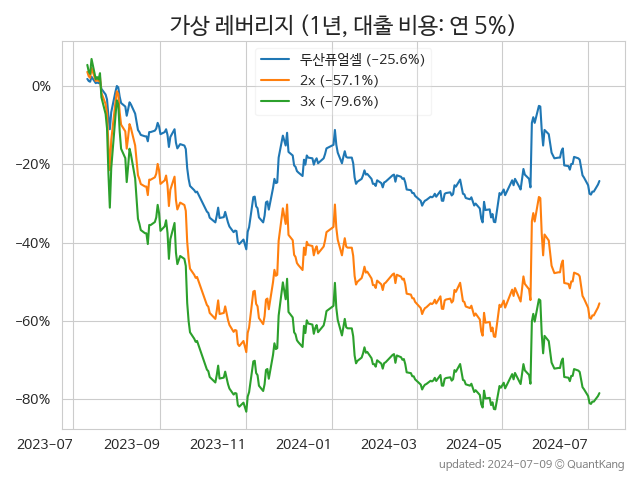 가상 레버리지 (1년, 대출 비용: 연 5%)
두산퓨얼셀 (−25.6%)
2x (−57.1%)
3x (−79.6%)
0%
−20%
−40%
−60%
−80%
2023-07 2023-09 2023-11 2024-01 2024-03 2024-05 2024-07
updated: 2024-07-09 © QuantKang